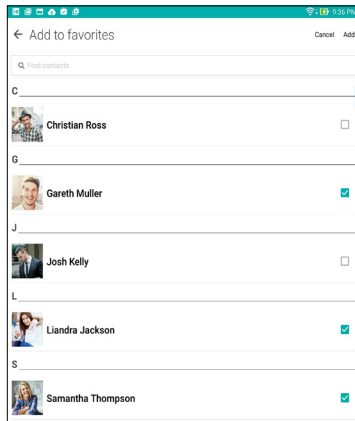 9:36 PM
Add to favorites
Cancel Add
Find contacts
C
Christian Ross
G
Gareth Muller
J
Josh Kelly
L
Liandra Jackson
S
Samantha Thompson